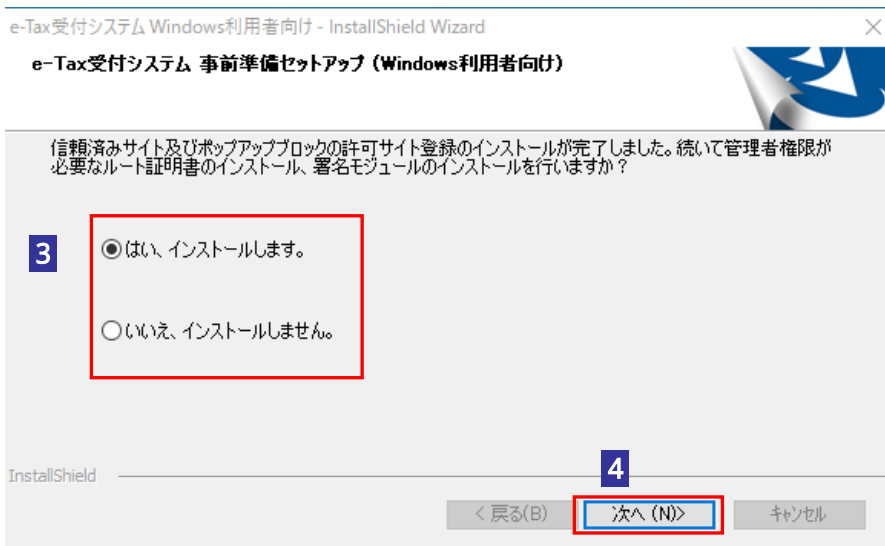 e-Tax受付システム Windows利用者向け - InstallShield Wizard
e-Tax受付システム 事前準備セットアップ (Windows利用者向け)
信頼済みサイト及びポップアップブロックの許可サイト登録のインストールが完了しました。続いて管理者権限が
必要なルート証明書のインストール、署名モジュールのインストールを行いますか?
3
はい、インストールします。
いいえ、インストールしません。
4
InstallShield
< 戻る(B)
次へ (N)>
キャンセル